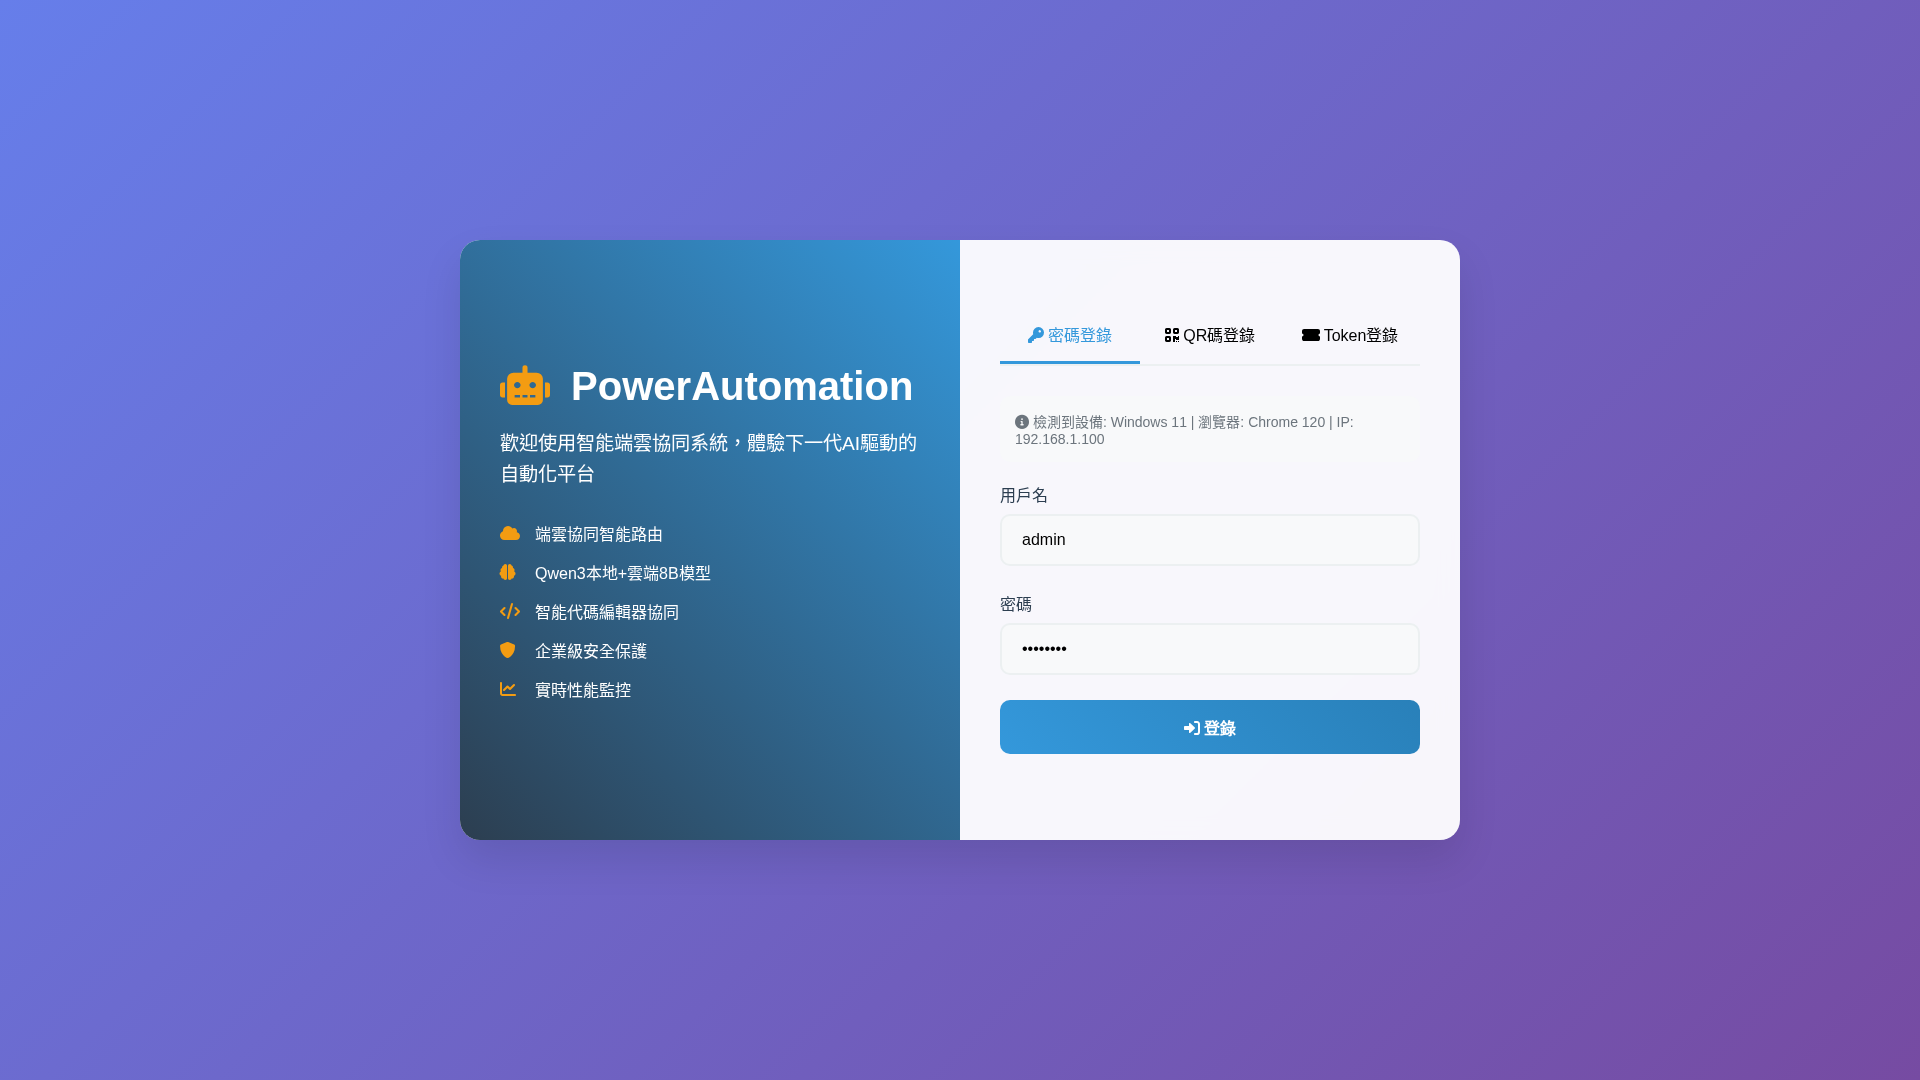 PowerAutomation
歡迎使用智能端雲協同系統，體驗下一代AI驅動的
自動化平台
端雲協同智能路由
Qwen3本地+雲端8B模型
智能代碼編輯器協同
企業級安全保護
實時性能監控
密碼登錄
QR碼登錄
Token登錄
檢測到設備: Windows 11 | 瀏覽器: Chrome 120 | IP:
192.168.1.100
用戶名
admin
密碼
••••••••
登錄